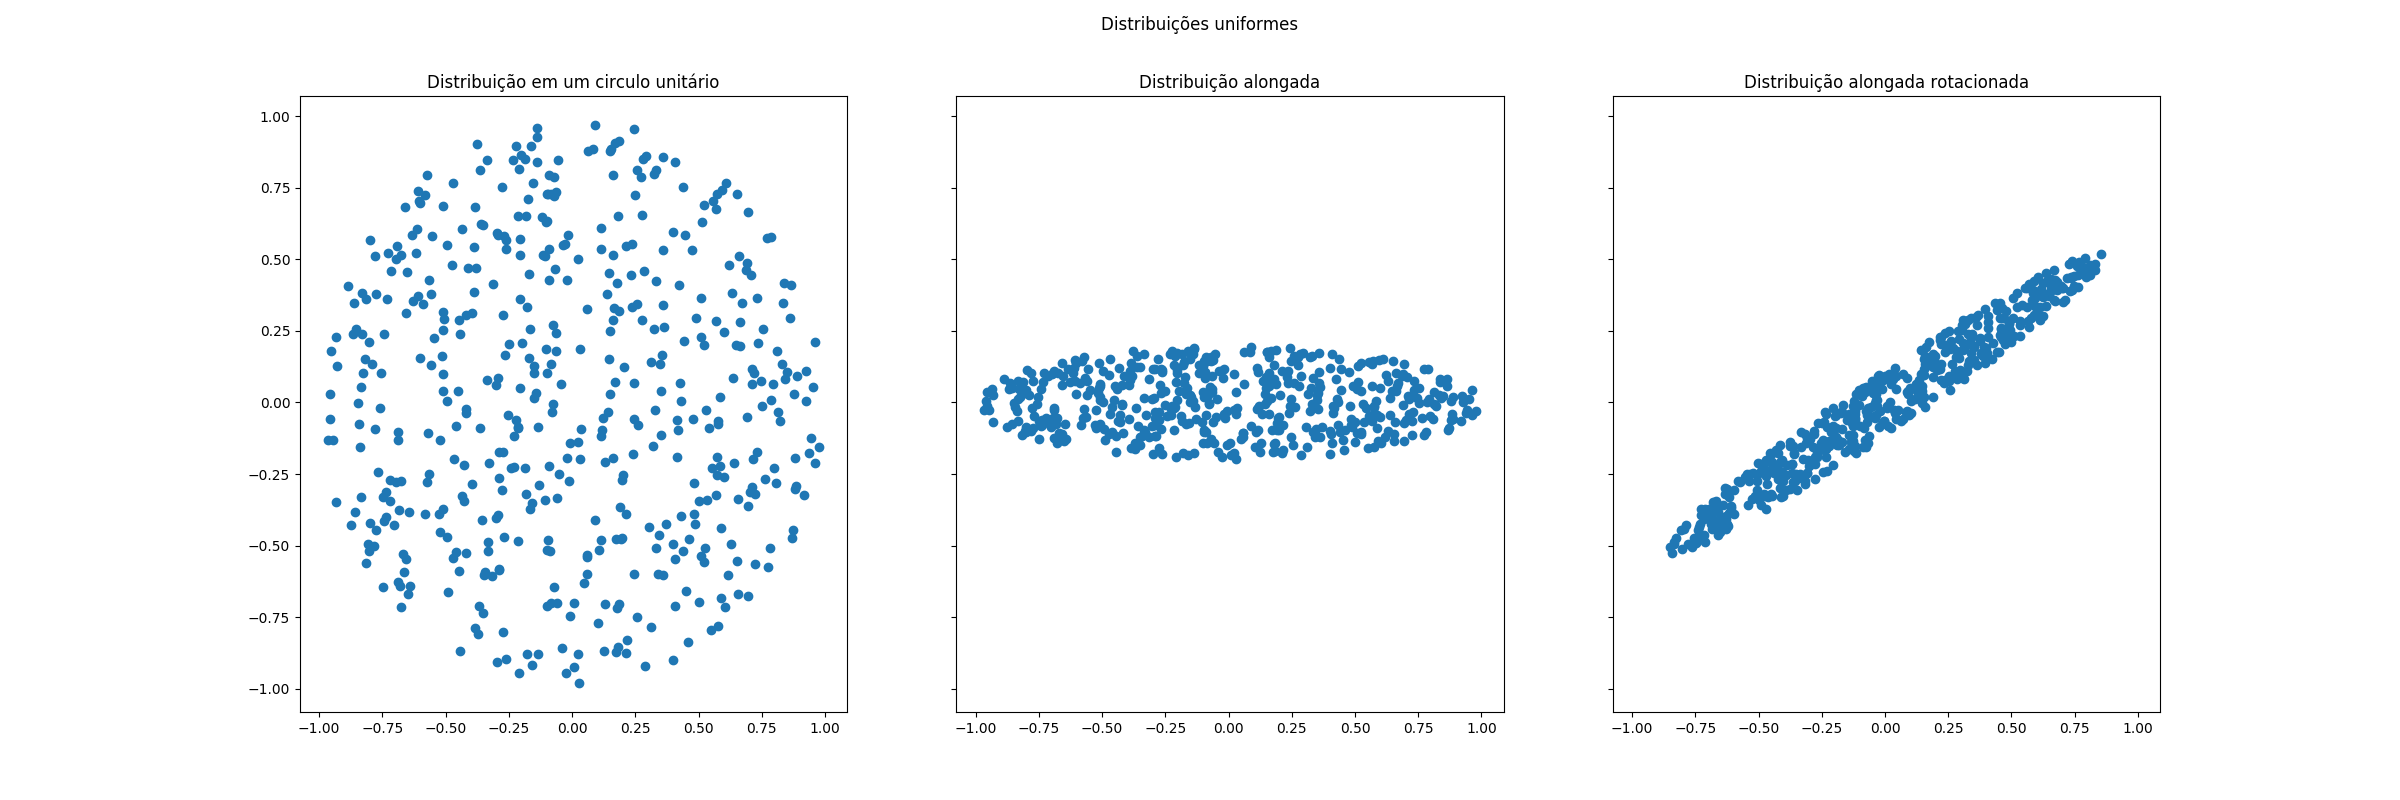 Distribuições uniformes
Distribuição em um circulo unitário
Distribuição alongada
Distribuição alongada rotacionada
1.00
0.75
0.50
0.25
0.00
−0.25
−0.50
−0.75
−1.00
−1.00 −0.75 −0.50 −0.25 0.00 0.25 0.50 0.75 1.00
−1.00 −0.75 −0.50 −0.25 0.00 0.25 0.50 0.75 1.00
−1.00 −0.75 −0.50 −0.25 0.00 0.25 0.50 0.75 1.00